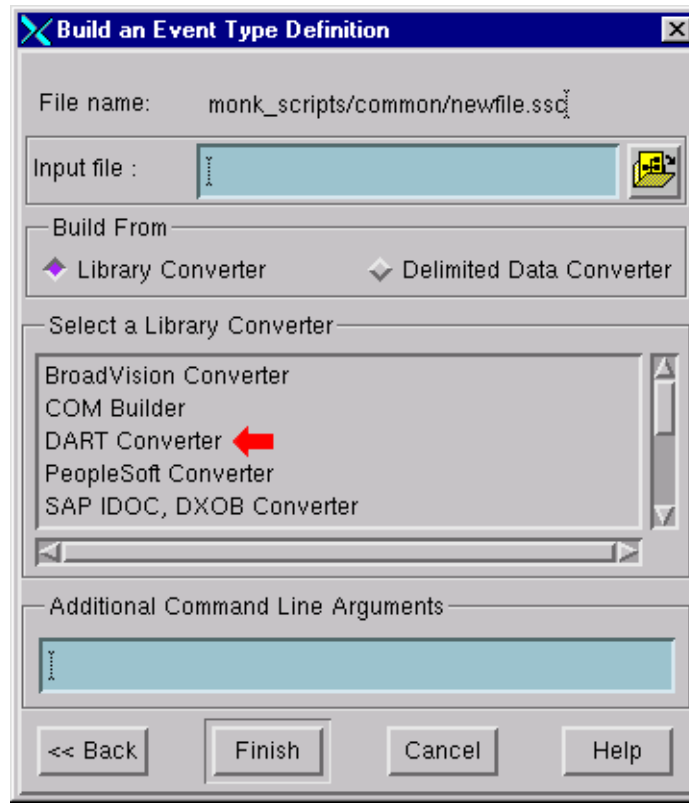 Build an Event Type Definition
File name: monk_scripts/common/newfile.ssc
Input file :
Build From
Library Converter Delimited Data Converter
Select a Library Converter
BroadVision Converter
COM Builder
DART Converter
PeopleSoft Converter
SAP IDOC, DXOB Converter
Additional Command Line Arguments
<< Back Finish Cancel Help